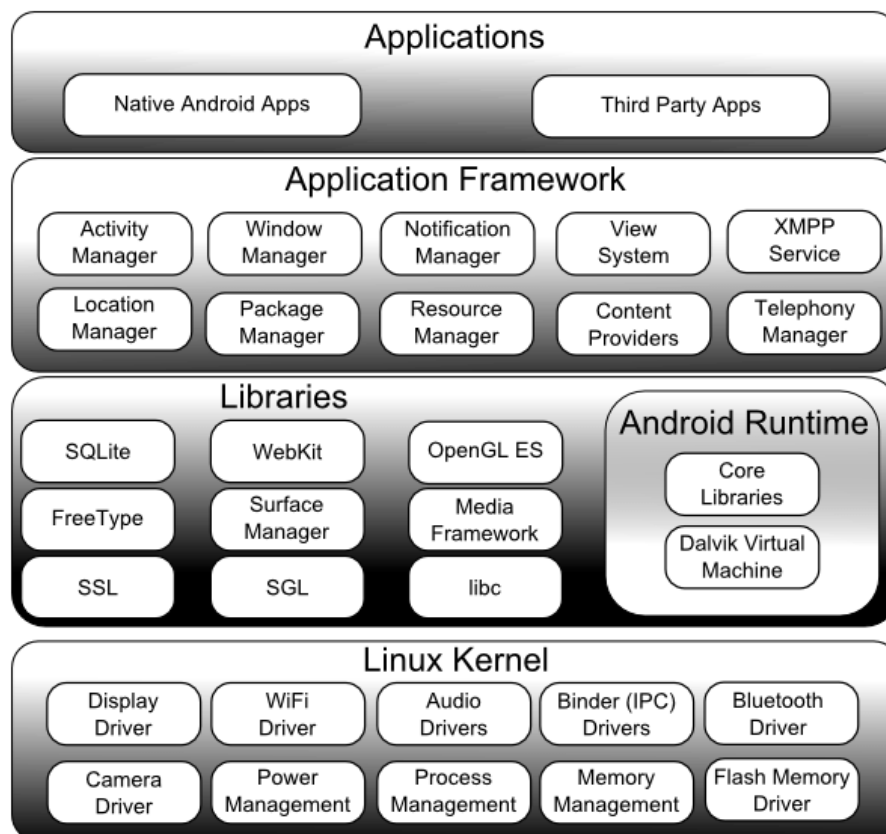 Applications
Native Android Apps
Third Party Apps
Application Framework
Activity
Manager
Window
Manager
Notification
Manager
View
System
XMPP
Service
Location
Manager
Package
Manager
Resource
Manager
Content
Providers
Telephony
Manager
Libraries
SQLite
WebKit
OpenGL ES
FreeType
Surface
Manager
Media
Framework
SSL
SGL
libc
Android Runtime
Core
Libraries
Dalvik Virtual
Machine
Linux Kernel
Display
Driver
WiFi
Driver
Audio
Drivers
Binder (IPC)
Drivers
Bluetooth
Driver
Camera
Driver
Power
Management
Process
Management
Memory
Management
Flash Memory
Driver